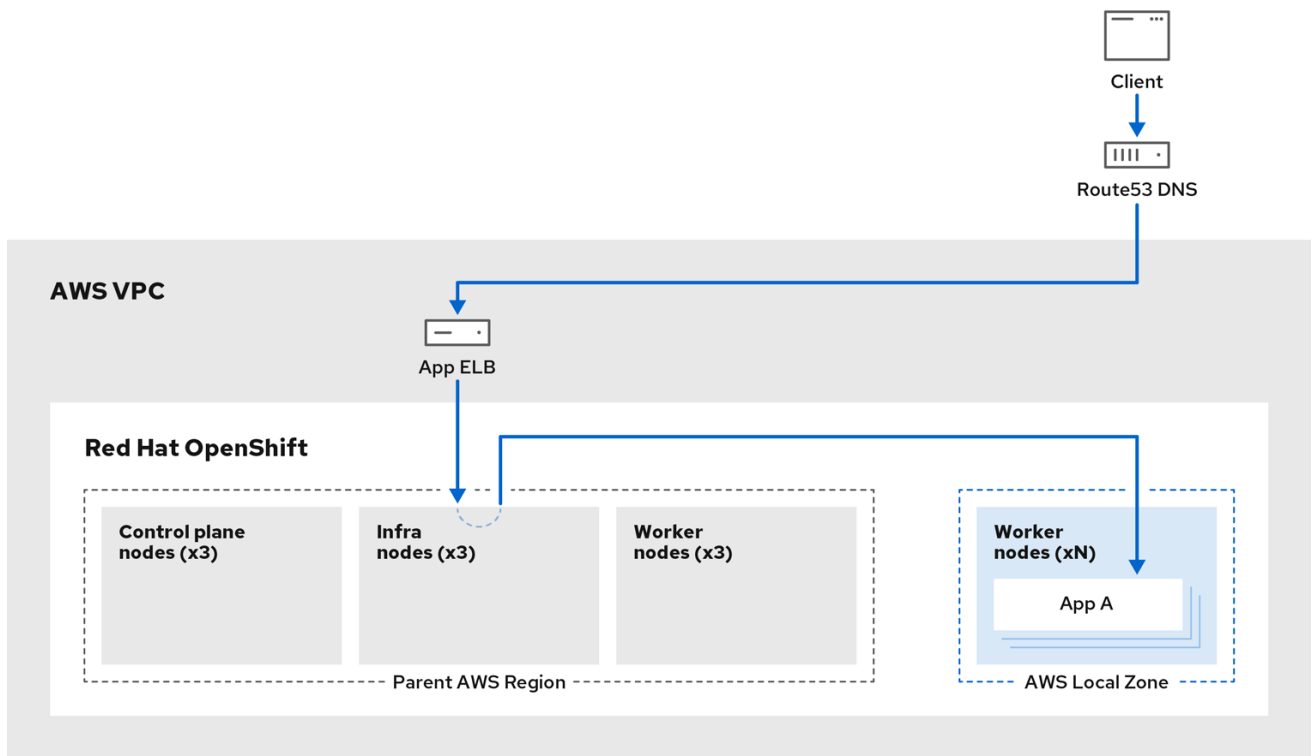 Client
Route53 DNS
AWS VPC
App ELB
Red Hat OpenShift
Control plane
nodes (x3)
Infra
nodes (x3)
Worker
nodes (x3)
Worker
nodes (xN)
App A
Parent AWS Region
AWS Local Zone